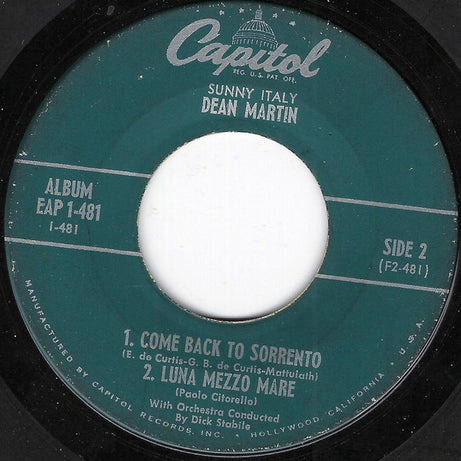 Capitol
REG. U.S. PAT. OFF.
SUNNY ITALY
DEAN MARTIN
ALBUM
EAP 1-481
1-481
SIDE 2
(F2-481)
1. COME BACK TO SORRENTO
(E. de Curtis-G. B. de Curtis-Mattulath)
2. LUNA MEZZO MARE
(Paolo Citorello)
With Orchestra Conducted
By Dick Stabile
MANUFACTURED BY CAPITOL RECORDS, INC. • HOLLYWOOD, CALIFORNIA • U.S.A.